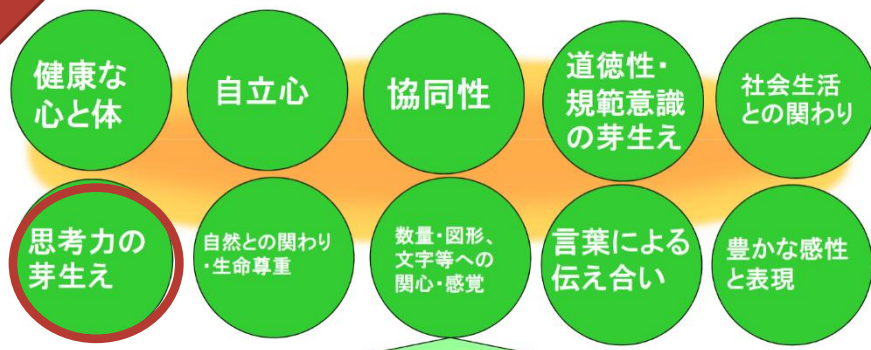 健康な
心と体
自立心
協同性
道徳性・
規範意識
の芽生え
社会生活
との関わり
思考力の
芽生え
自然との関わり
・生命尊重
数量・図形、
文字等への
関心・感覚
言葉による
伝え合い
豊かな感性
と表現